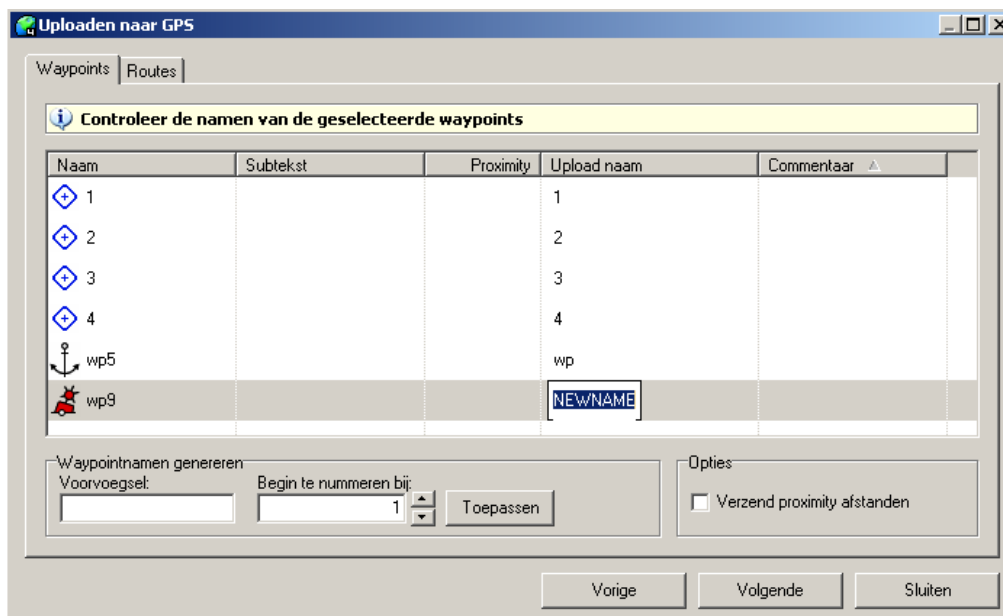 Uploaden naar GPS
Waypoints Routes
Controleer de namen van de geselecteerde waypoints
Naam Subtekst Proximity Upload naam Commentaar
1 1
2 2
3 3
4 4
wp5 wp
wp9 NEWNAME
Waypointnamen genereren Opties
Voorvoegsel: Begin te nummeren bij:
1 Toepassen Verzend proximity afstanden
Vorige Volgende Sluiten